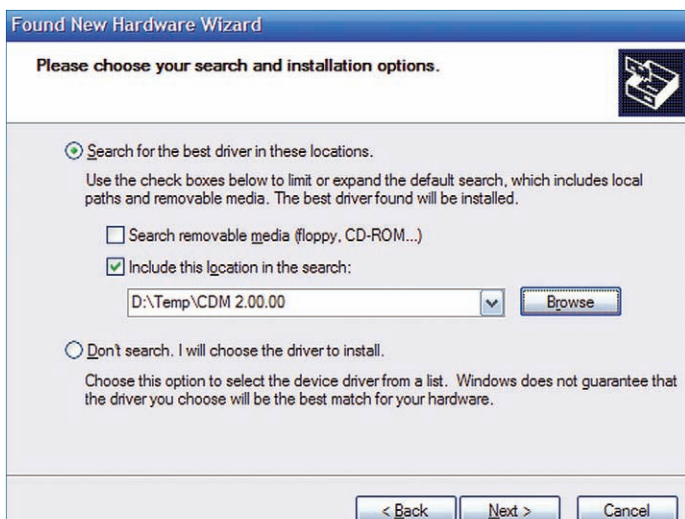 Found New Hardware Wizard
Please choose your search and installation options.
Search for the best driver in these locations.
Use the check boxes below to limit or expand the default search, which includes local
paths and removable media. The best driver found will be installed.
Search removable media (floppy, CD-ROM...)
Include this location in the search:
D:\Temp\CDM 2.00.00
Browse
Don't search. I will choose the driver to install.
Choose this option to select the device driver from a list. Windows does not guarantee that
the driver you choose will be the best match for your hardware.
< Back Next > Cancel